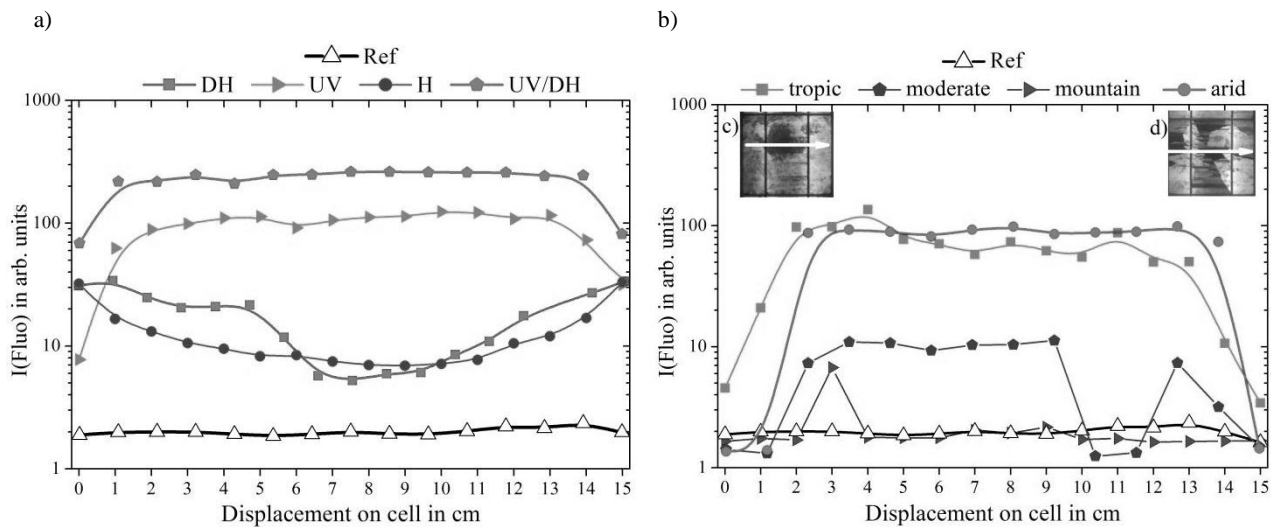 a)
Ref
DH UV H UV/DH
1000
100
10
1
I(Fluo) in arb. units
0 1 2 3 4 5 6 7 8 9 10 11 12 13 14 15
Displacement on cell in cm
b)
Ref
tropic moderate mountain arid
1000
c) d)
100
10
1
I(Fluo) in arb. units
0 1 2 3 4 5 6 7 8 9 10 11 12 13 14 15
Displacement on cell in cm